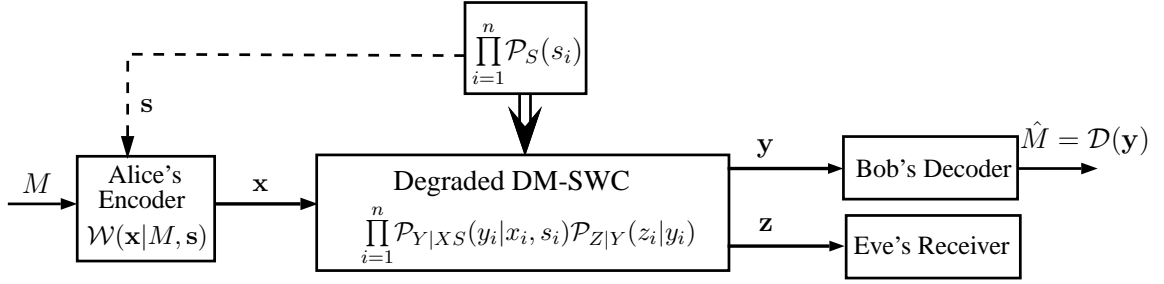 n
∏ 𝒫_S(s_i)
i=1
s
M
Alice's
Encoder
𝒲(x|M, s)
x
Degraded DM-SWC
n
∏ 𝒫_{Y|XS}(y_i|x_i, s_i)𝒫_{Z|Y}(z_i|y_i)
i=1
y
Bob's Decoder
M̂ = 𝒟(y)
z
Eve's Receiver